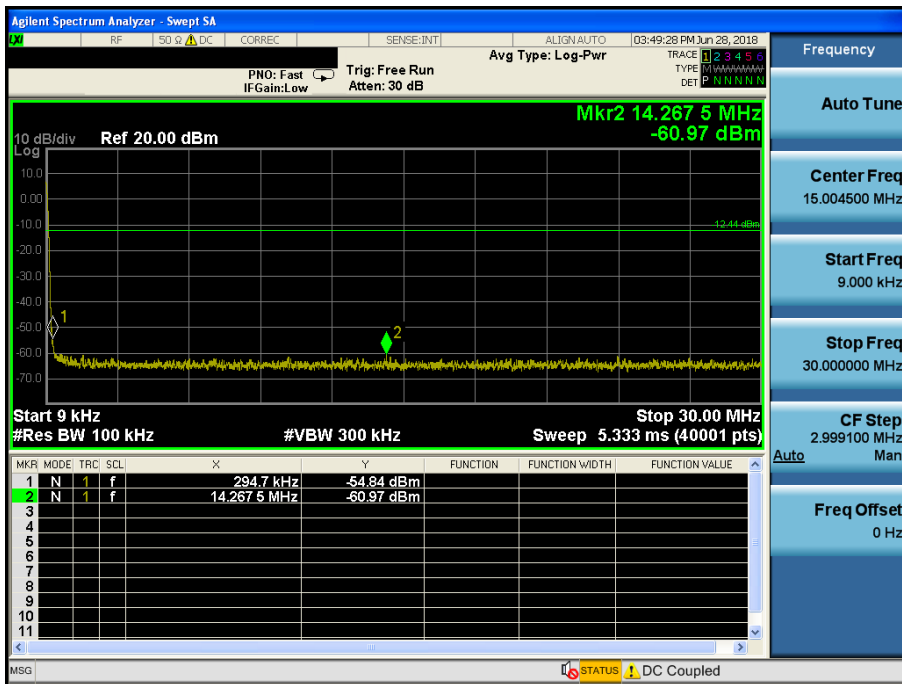 Agilent Spectrum Analyzer - Swept SA
LXI RF 50 Ω DC CORREC SENSE:INT ALIGN AUTO 03:49:28 PM Jun 28, 2018
Avg Type: Log-Pwr
TRACE 1 2 3 4 5 6
PNO: Fast Trig: Free Run
TYPE MWWWWW
IFGain:Low Atten: 30 dB
DET P N N N N N
Mkr2 14.267 5 MHz
-60.97 dBm
10 dB/div Ref 20.00 dBm
Log
10.0
0.00
-10.0
-12.44 dBm
-20.0
-30.0
-40.0
-50.0
1
2
-60.0
-70.0
Start 9 kHz Stop 30.00 MHz
#Res BW 100 kHz #VBW 300 kHz Sweep 5.333 ms (40001 pts)
MKR MODE TRC SCL X Y FUNCTION FUNCTION WIDTH FUNCTION VALUE
1 N 1 f 294.7 kHz -54.84 dBm
2 N 1 f 14.267 5 MHz -60.97 dBm
3
4
5
6
7
8
9
10
11
MSG STATUS DC Coupled
Frequency
Auto Tune
Center Freq
15.004500 MHz
Start Freq
9.000 kHz
Stop Freq
30.000000 MHz
CF Step
2.999100 MHz
Auto Man
Freq Offset
0 Hz